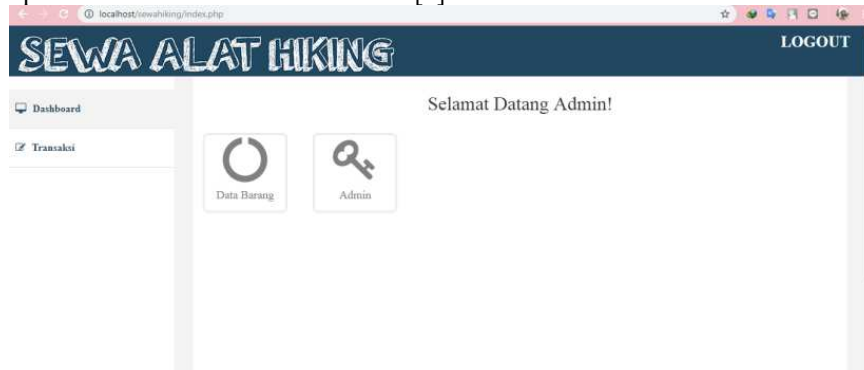 localhost/sewahiking/index.php
SEWA ALAT HIKING
LOGOUT
Dashboard
Transaksi
Selamat Datang Admin!
Data Barang
Admin